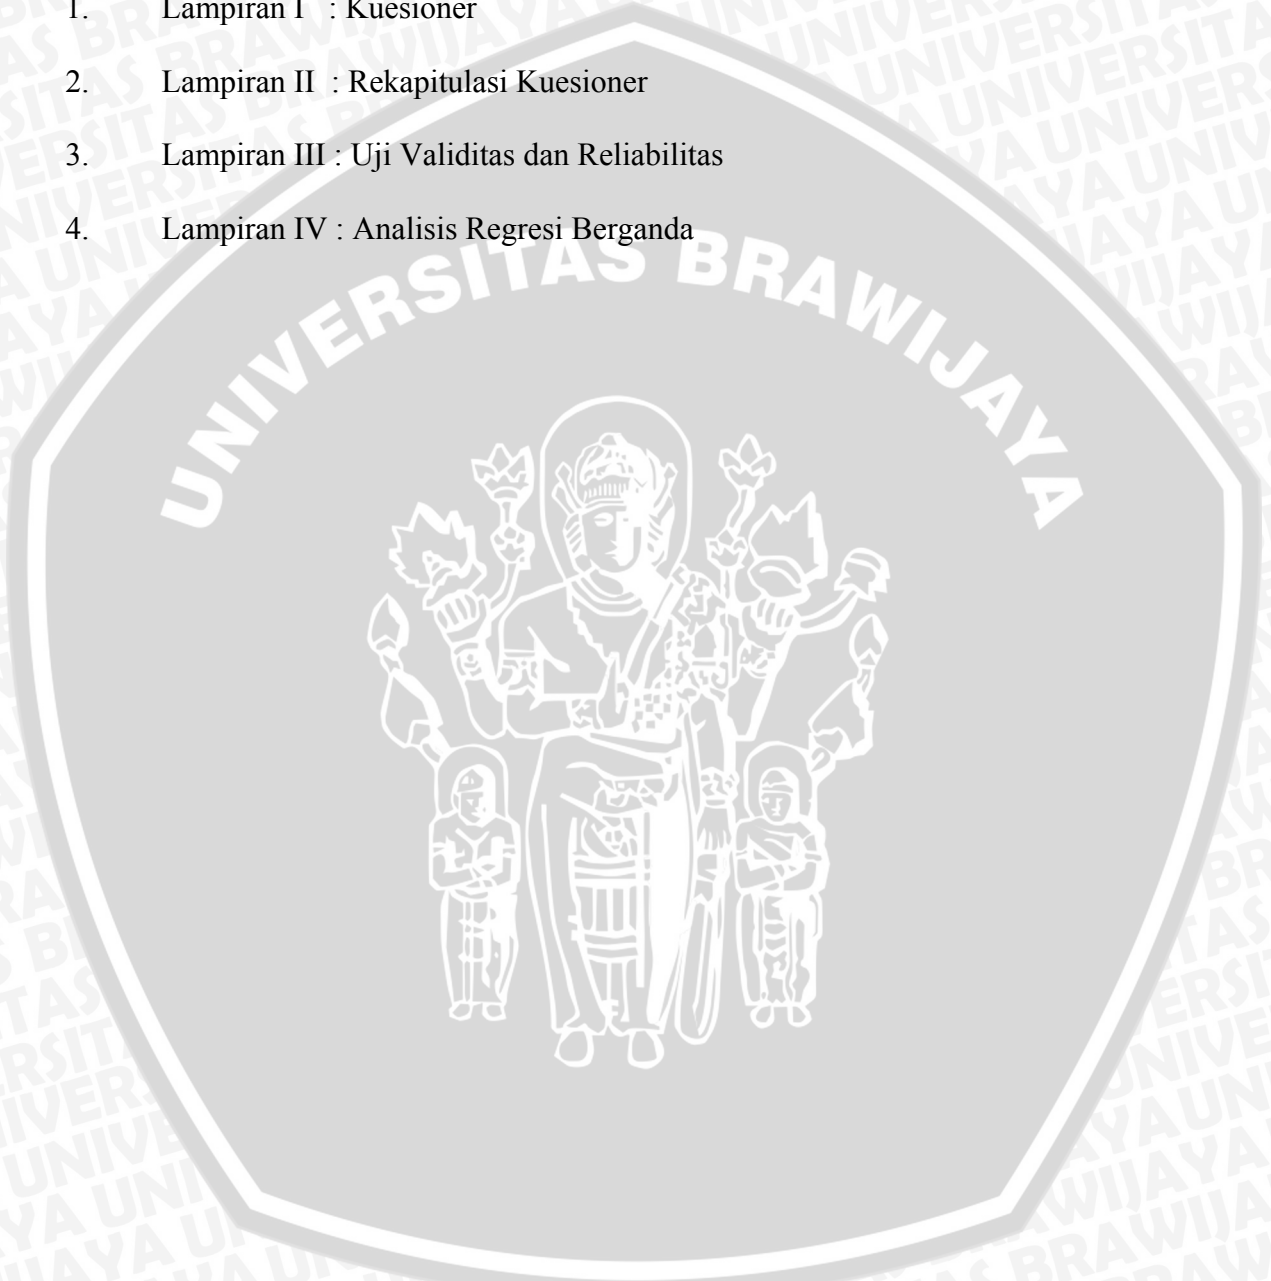 1. Lampiran I : Kuesioner
2. Lampiran II : Rekapitulasi Kuesioner
3. Lampiran III : Uji Validitas dan Reliabilitas
4. Lampiran IV : Analisis Regresi Berganda
UNIVERSITAS BRAWIJAYA